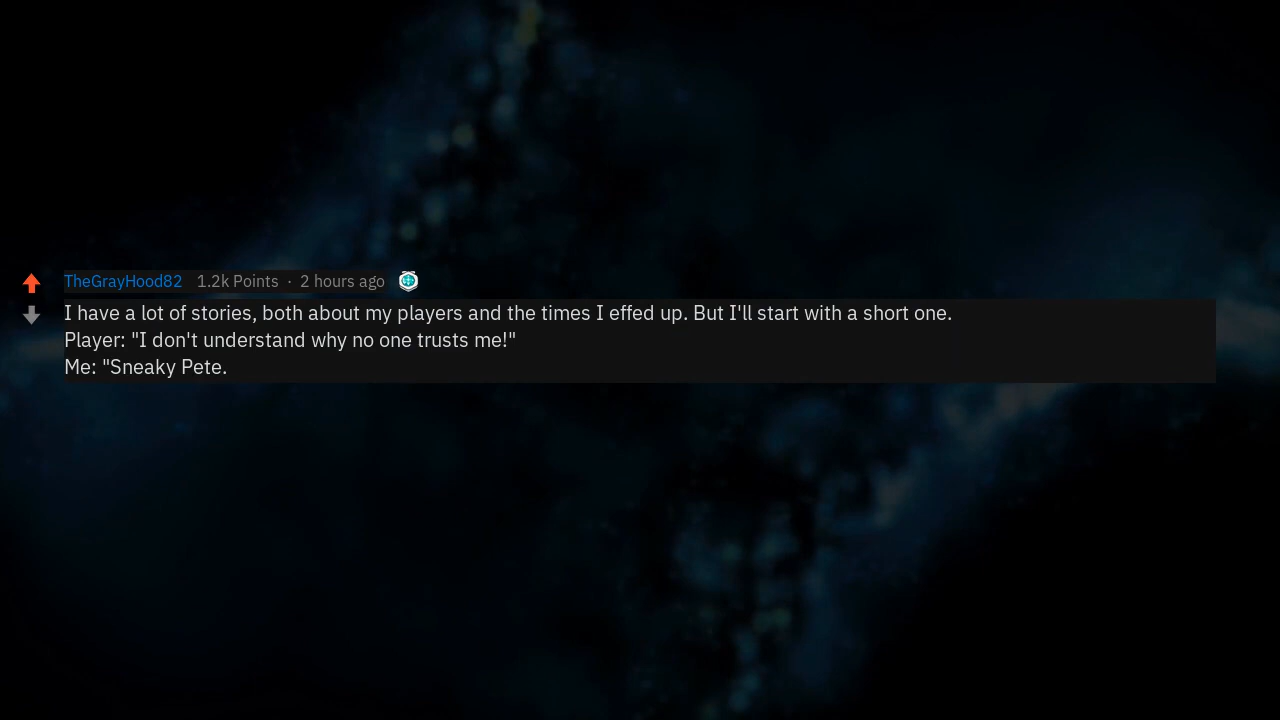 TheGrayHood82 1.2k Points · 2 hours ago
I have a lot of stories, both about my players and the times I effed up. But I'll start with a short one.
Player: "I don't understand why no one trusts me!"
Me: "Sneaky Pete.